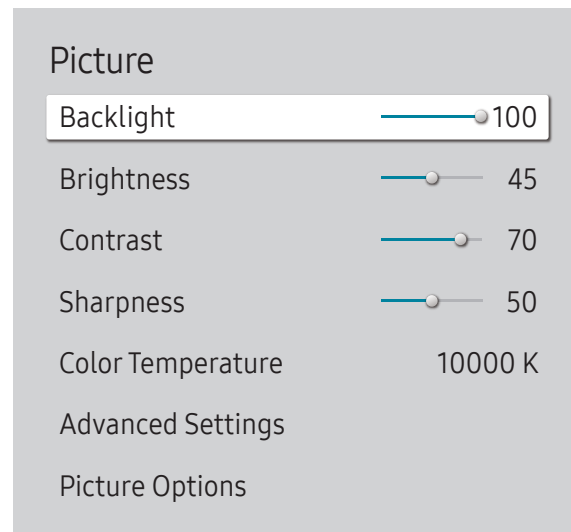 Picture
Backlight 100
Brightness 45
Contrast 70
Sharpness 50
Color Temperature 10000 K
Advanced Settings
Picture Options